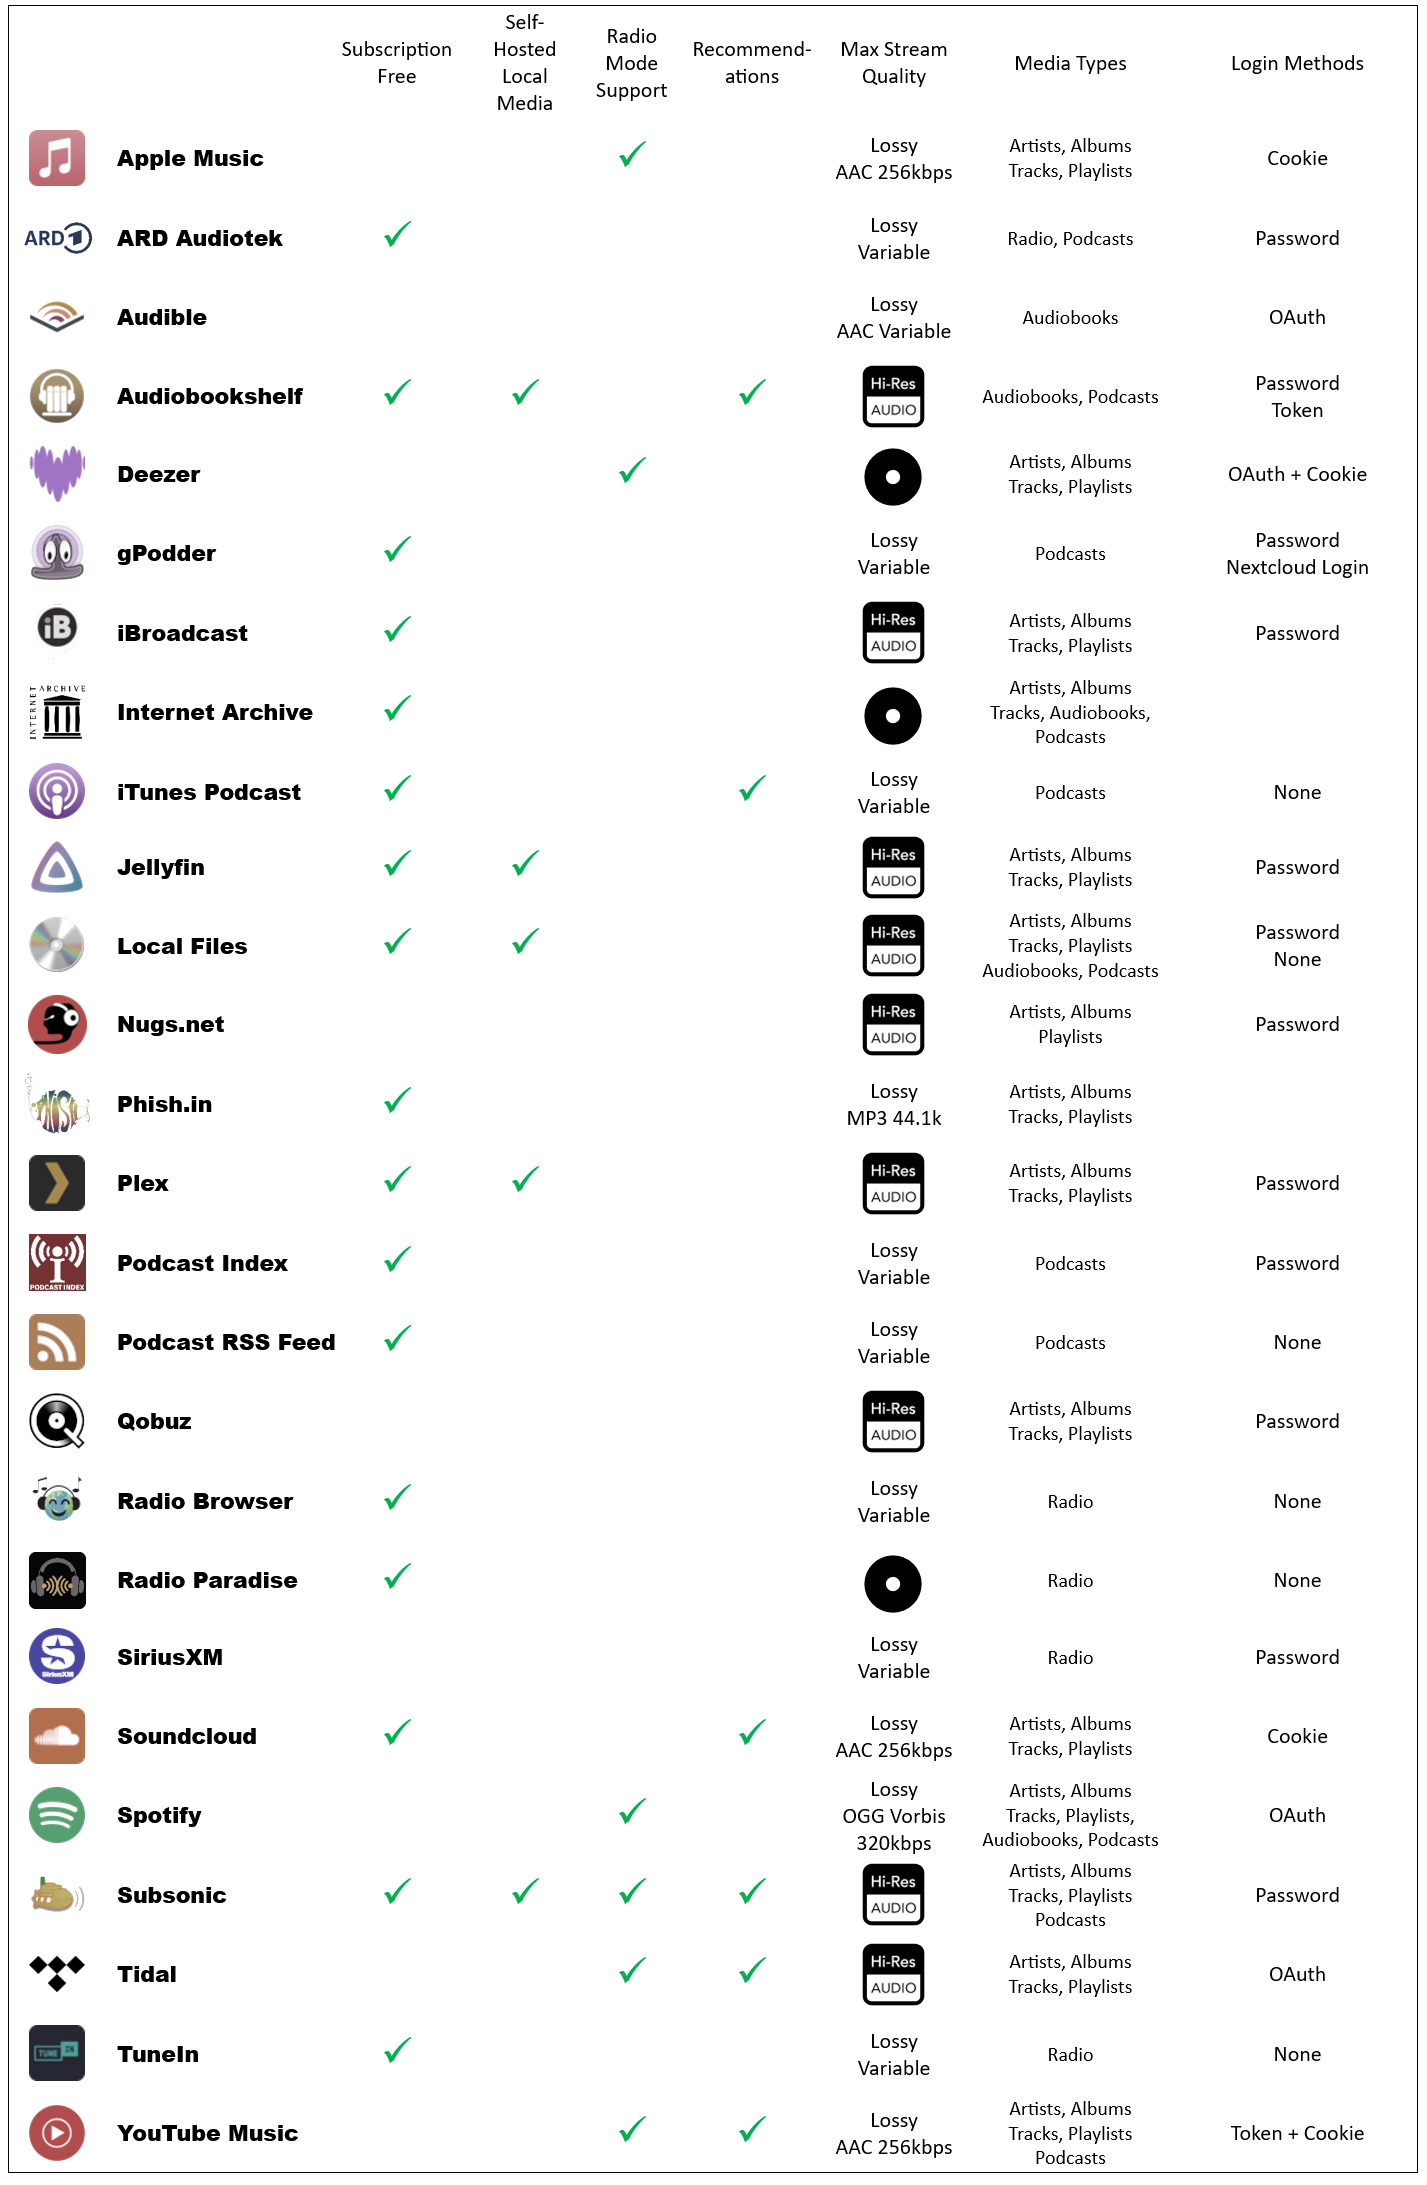 Subscription
Free
Self-
Hosted
Local
Media
Radio
Mode
Support
Recommend-
ations
Max Stream
Quality
Media Types
Login Methods
Apple Music
Lossy
AAC 256kbps
Artists, Albums
Tracks, Playlists
Cookie
ARD
ARD Audiotek
Lossy
Variable
Radio, Podcasts
Password
Audible
Lossy
AAC Variable
Audiobooks
OAuth
Audiobookshelf
Hi-Res
AUDIO
Audiobooks, Podcasts
Password
Token
Deezer
Artists, Albums
Tracks, Playlists
OAuth + Cookie
gPodder
Lossy
Variable
Podcasts
Password
Nextcloud Login
iB
iBroadcast
Hi-Res
AUDIO
Artists, Albums
Tracks, Playlists
Password
INTERNET ARCHIVE
Internet Archive
Artists, Albums
Tracks, Audiobooks,
Podcasts
iTunes Podcast
Lossy
Variable
Podcasts
None
Jellyfin
Hi-Res
AUDIO
Artists, Albums
Tracks, Playlists
Password
Local Files
Hi-Res
AUDIO
Artists, Albums
Tracks, Playlists
Audiobooks, Podcasts
Password
None
Nugs.net
Hi-Res
AUDIO
Artists, Albums
Playlists
Password
PHISH
Phish.in
Lossy
MP3 44.1k
Artists, Albums
Tracks, Playlists
Plex
Hi-Res
AUDIO
Artists, Albums
Tracks, Playlists
Password
PODCAST INDEX
Podcast Index
Lossy
Variable
Podcasts
Password
Podcast RSS Feed
Lossy
Variable
Podcasts
None
Qobuz
Hi-Res
AUDIO
Artists, Albums
Tracks, Playlists
Password
Radio Browser
Lossy
Variable
Radio
None
Radio Paradise
Radio
None
SiriusXM
SiriusXM
Lossy
Variable
Radio
Password
Soundcloud
Lossy
AAC 256kbps
Artists, Albums
Tracks, Playlists
Cookie
Spotify
Lossy
OGG Vorbis
320kbps
Artists, Albums
Tracks, Playlists,
Audiobooks, Podcasts
OAuth
Subsonic
Hi-Res
AUDIO
Artists, Albums
Tracks, Playlists
Podcasts
Password
Tidal
Hi-Res
AUDIO
Artists, Albums
Tracks, Playlists
OAuth
TUNE IN
TuneIn
Lossy
Variable
Radio
None
YouTube Music
Lossy
AAC 256kbps
Artists, Albums
Tracks, Playlists
Podcasts
Token + Cookie